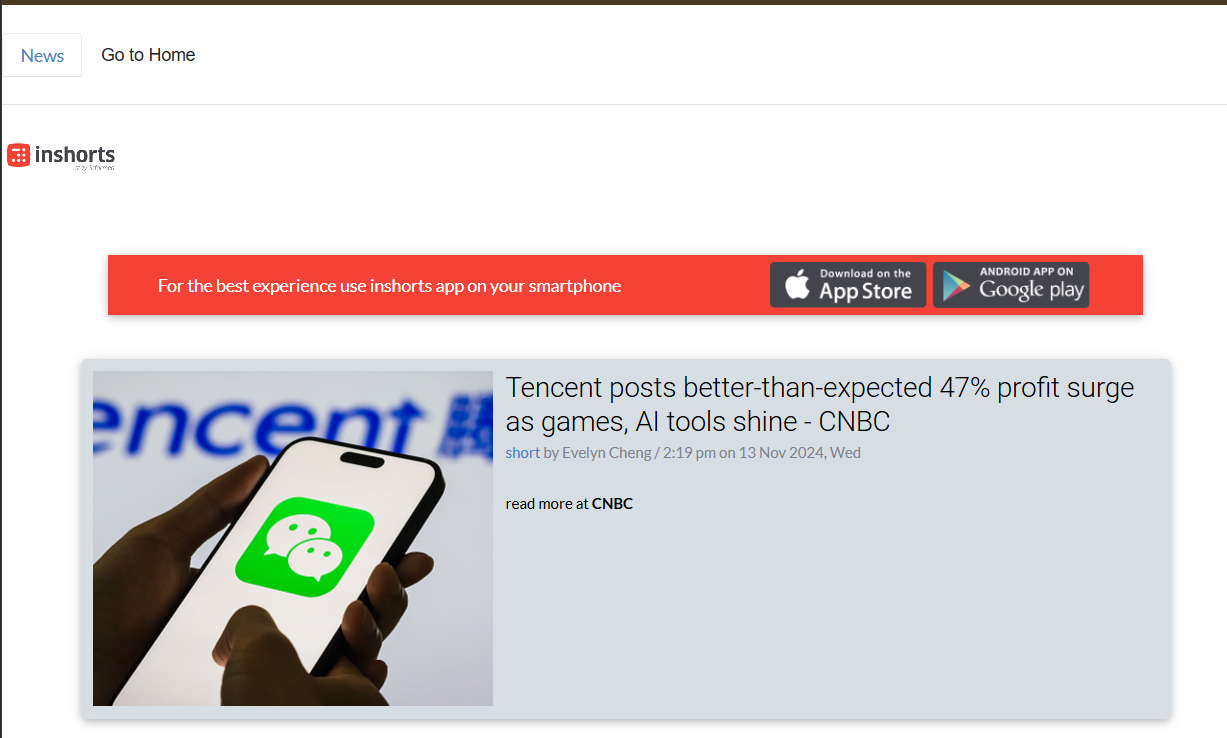 News
Go to Home
inshorts
stay informed
For the best experience use inshorts app on your smartphone
Download on the
App Store
ANDROID APP ON
Google play
Tencent posts better-than-expected 47% profit surge
as games, AI tools shine - CNBC
short by Evelyn Cheng / 2:19 pm on 13 Nov 2024, Wed
read more at CNBC
encent